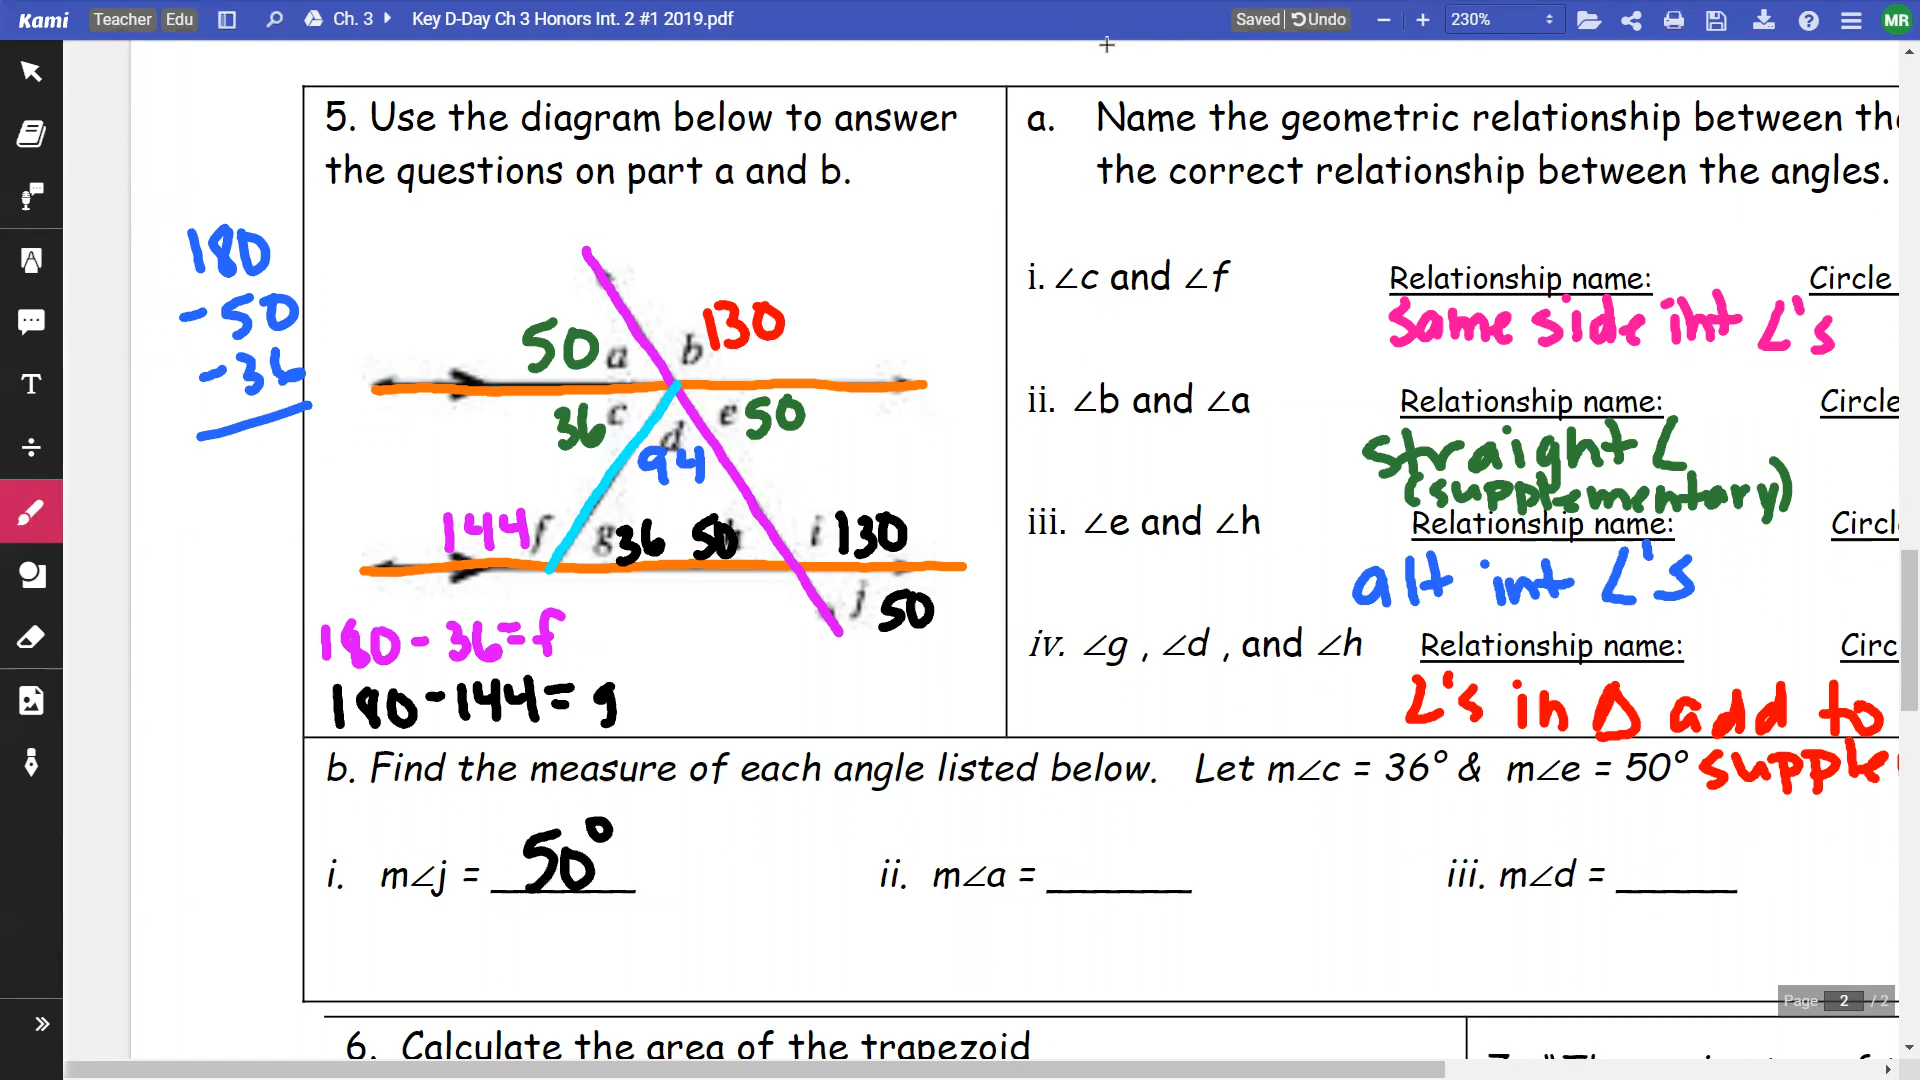 Kami Teacher Edu Ch. 3 Key D-Day Ch 3 Honors Int. 2 #1 2019.pdf Saved Undo 230% MR
5. Use the diagram below to answer
the questions on part a and b.
180
- 50
- 36
50 a b 130
36 c d e 50
94
144 f g 36 50 i 130
j 50
180 - 36 = f
180 - 144 = g
a. Name the geometric relationship between
the correct relationship between the angles.
i. ∠c and ∠f Relationship name: Circle
same side int ∠'s
ii. ∠b and ∠a Relationship name: Circle
straight ∠
(supplementary)
iii. ∠e and ∠h Relationship name: Circl
alt int ∠'s
iv. ∠g , ∠d , and ∠h Relationship name: Circ
∠'s in Δ add to
b. Find the measure of each angle listed below. Let m∠c = 36° & m∠e = 50° supple
i. m∠j = 50° ii. m∠a = ______ iii. m∠d = ______
Page 2 / 2
6. Calculate the area of the trapezoid